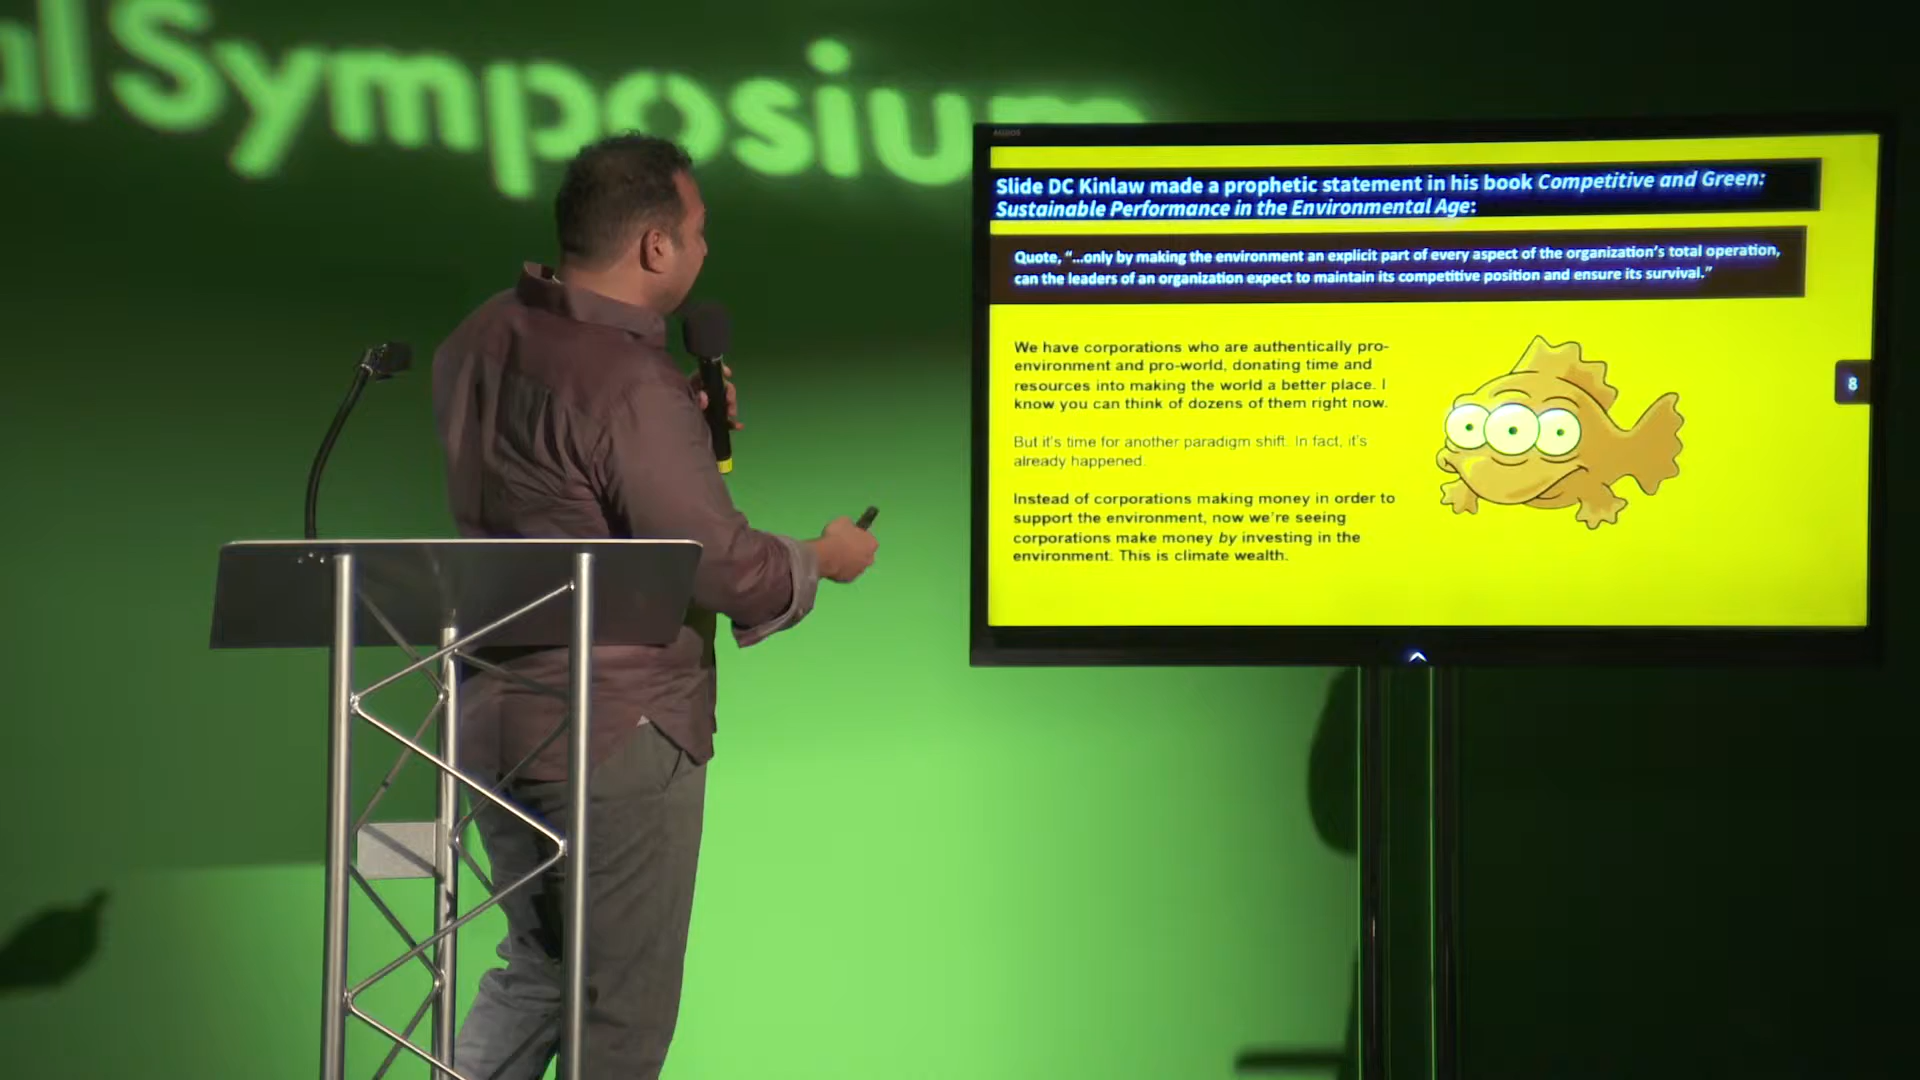 al Symposium
Slide DC Kinlaw made a prophetic statement in his book Competitive and Green:
Sustainable Performance in the Environmental Age:
Quote, “...only by making the environment an explicit part of every aspect of the organization’s total operation,
can the leaders of an organization expect to maintain its competitive position and ensure its survival.”
We have corporations who are authentically pro-
environment and pro-world, donating time and
resources into making the world a better place. I
know you can think of dozens of them right now.
But it’s time for another paradigm shift. In fact, it’s
already happened.
Instead of corporations making money in order to
support the environment, now we’re seeing
corporations make money by investing in the
environment. This is climate wealth.
8